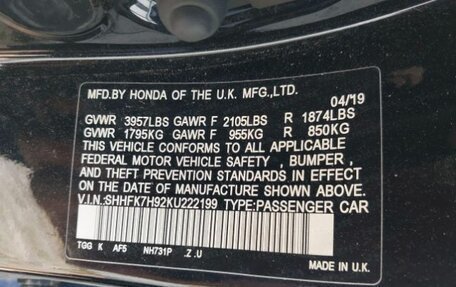 MFD.BY HONDA OF THE U.K. MFG.,LTD.
04/19
GVWR 3957LBS GAWR F 2105LBS R 1874LBS
GVWR 1795KG GAWR F 955KG R 850KG
THIS VEHICLE CONFORMS TO ALL APPLICABLE
FEDERAL MOTOR VEHICLE SAFETY , BUMPER ,
AND THEFT PREVENTION STANDARDS IN EFFECT
ON THE DATE OF MANUFACTURE SHOWN ABOVE.
V.I.N.:SHHFK7H92KU222199 TYPE:PASSENGER CAR
TGG K AF5 NH731P .Z .U
MADE IN U.K.